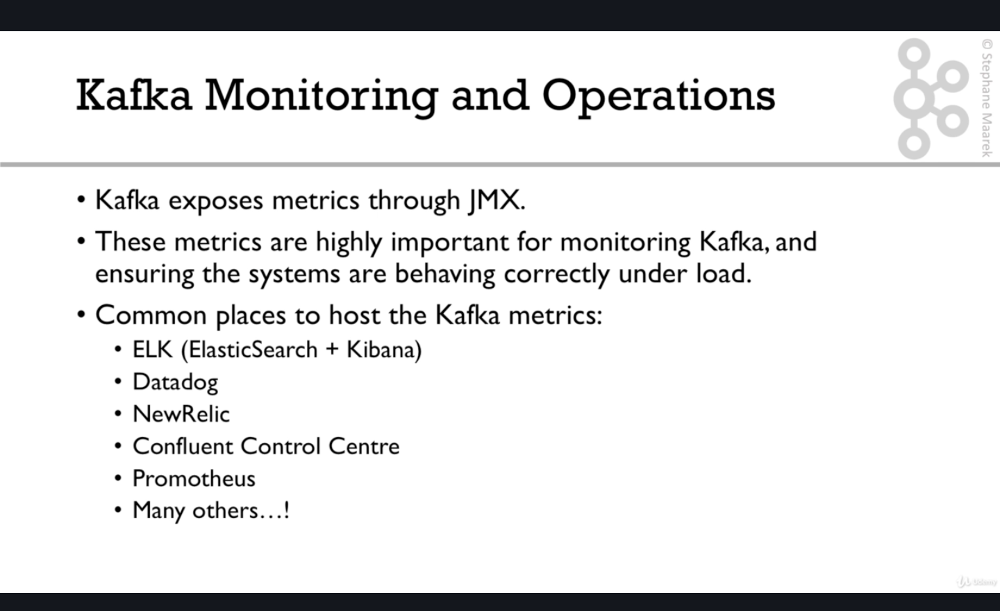 Kafka Monitoring and Operations
© Stephane Maarek
• Kafka exposes metrics through JMX.
• These metrics are highly important for monitoring Kafka, and
ensuring the systems are behaving correctly under load.
• Common places to host the Kafka metrics:
• ELK (ElasticSearch + Kibana)
• Datadog
• NewRelic
• Confluent Control Centre
• Promotheus
• Many others…!
Udemy